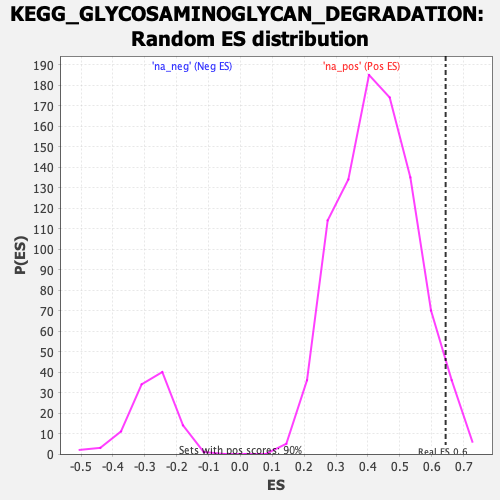 KEGG_GLYCOSAMINOGLYCAN_DEGRADATION:
Random ES distribution
'na_neg' (Neg ES)
'na_pos' (Pos ES)
190
180
170
160
150
140
130
120
110
100
90
80
70
60
50
40
30
20
10
0
P(ES)
Sets with pos scores: 90%
Real ES 0.6
-0.5 -0.4 -0.3 -0.2 -0.1 0.0 0.1 0.2 0.3 0.4 0.5 0.6 0.7
ES